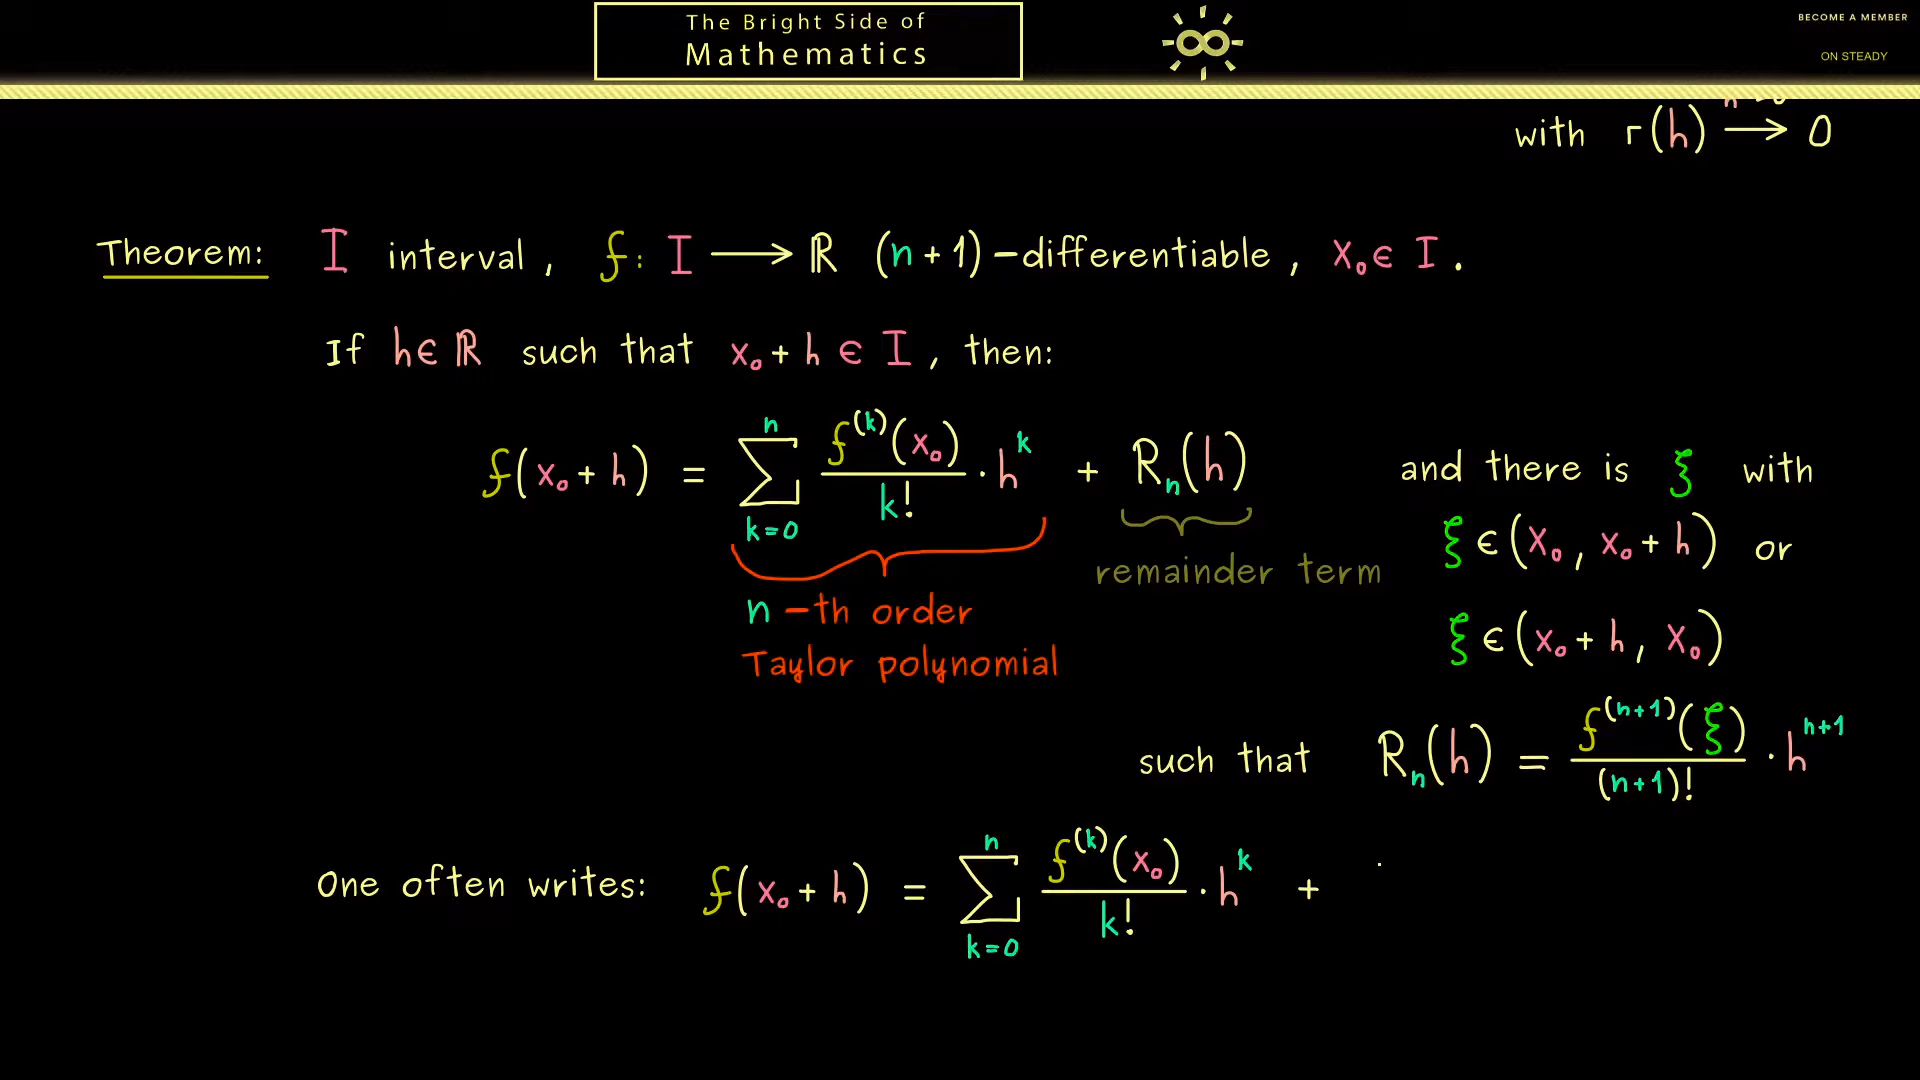 The Bright Side of
Mathematics
BECOME A MEMBER
ON STEADY
with r(h) → 0
Theorem: I interval, f: I → ℝ (n+1)-differentiable, x₀ ∈ I.
If h ∈ ℝ such that x₀ + h ∈ I, then:
f(x₀ + h) = ∑_{k=0}^{n} f^{(k)}(x₀)/k! · h^k + Rₙ(h) and there is ξ with
ξ ∈ (x₀, x₀ + h) or
remainder term
n-th order
ξ ∈ (x₀ + h, x₀)
Taylor polynomial
such that Rₙ(h) = f^{(n+1)}(ξ)/(n+1)! · h^{n+1}
One often writes: f(x₀ + h) = ∑_{k=0}^{n} f^{(k)}(x₀)/k! · h^k +